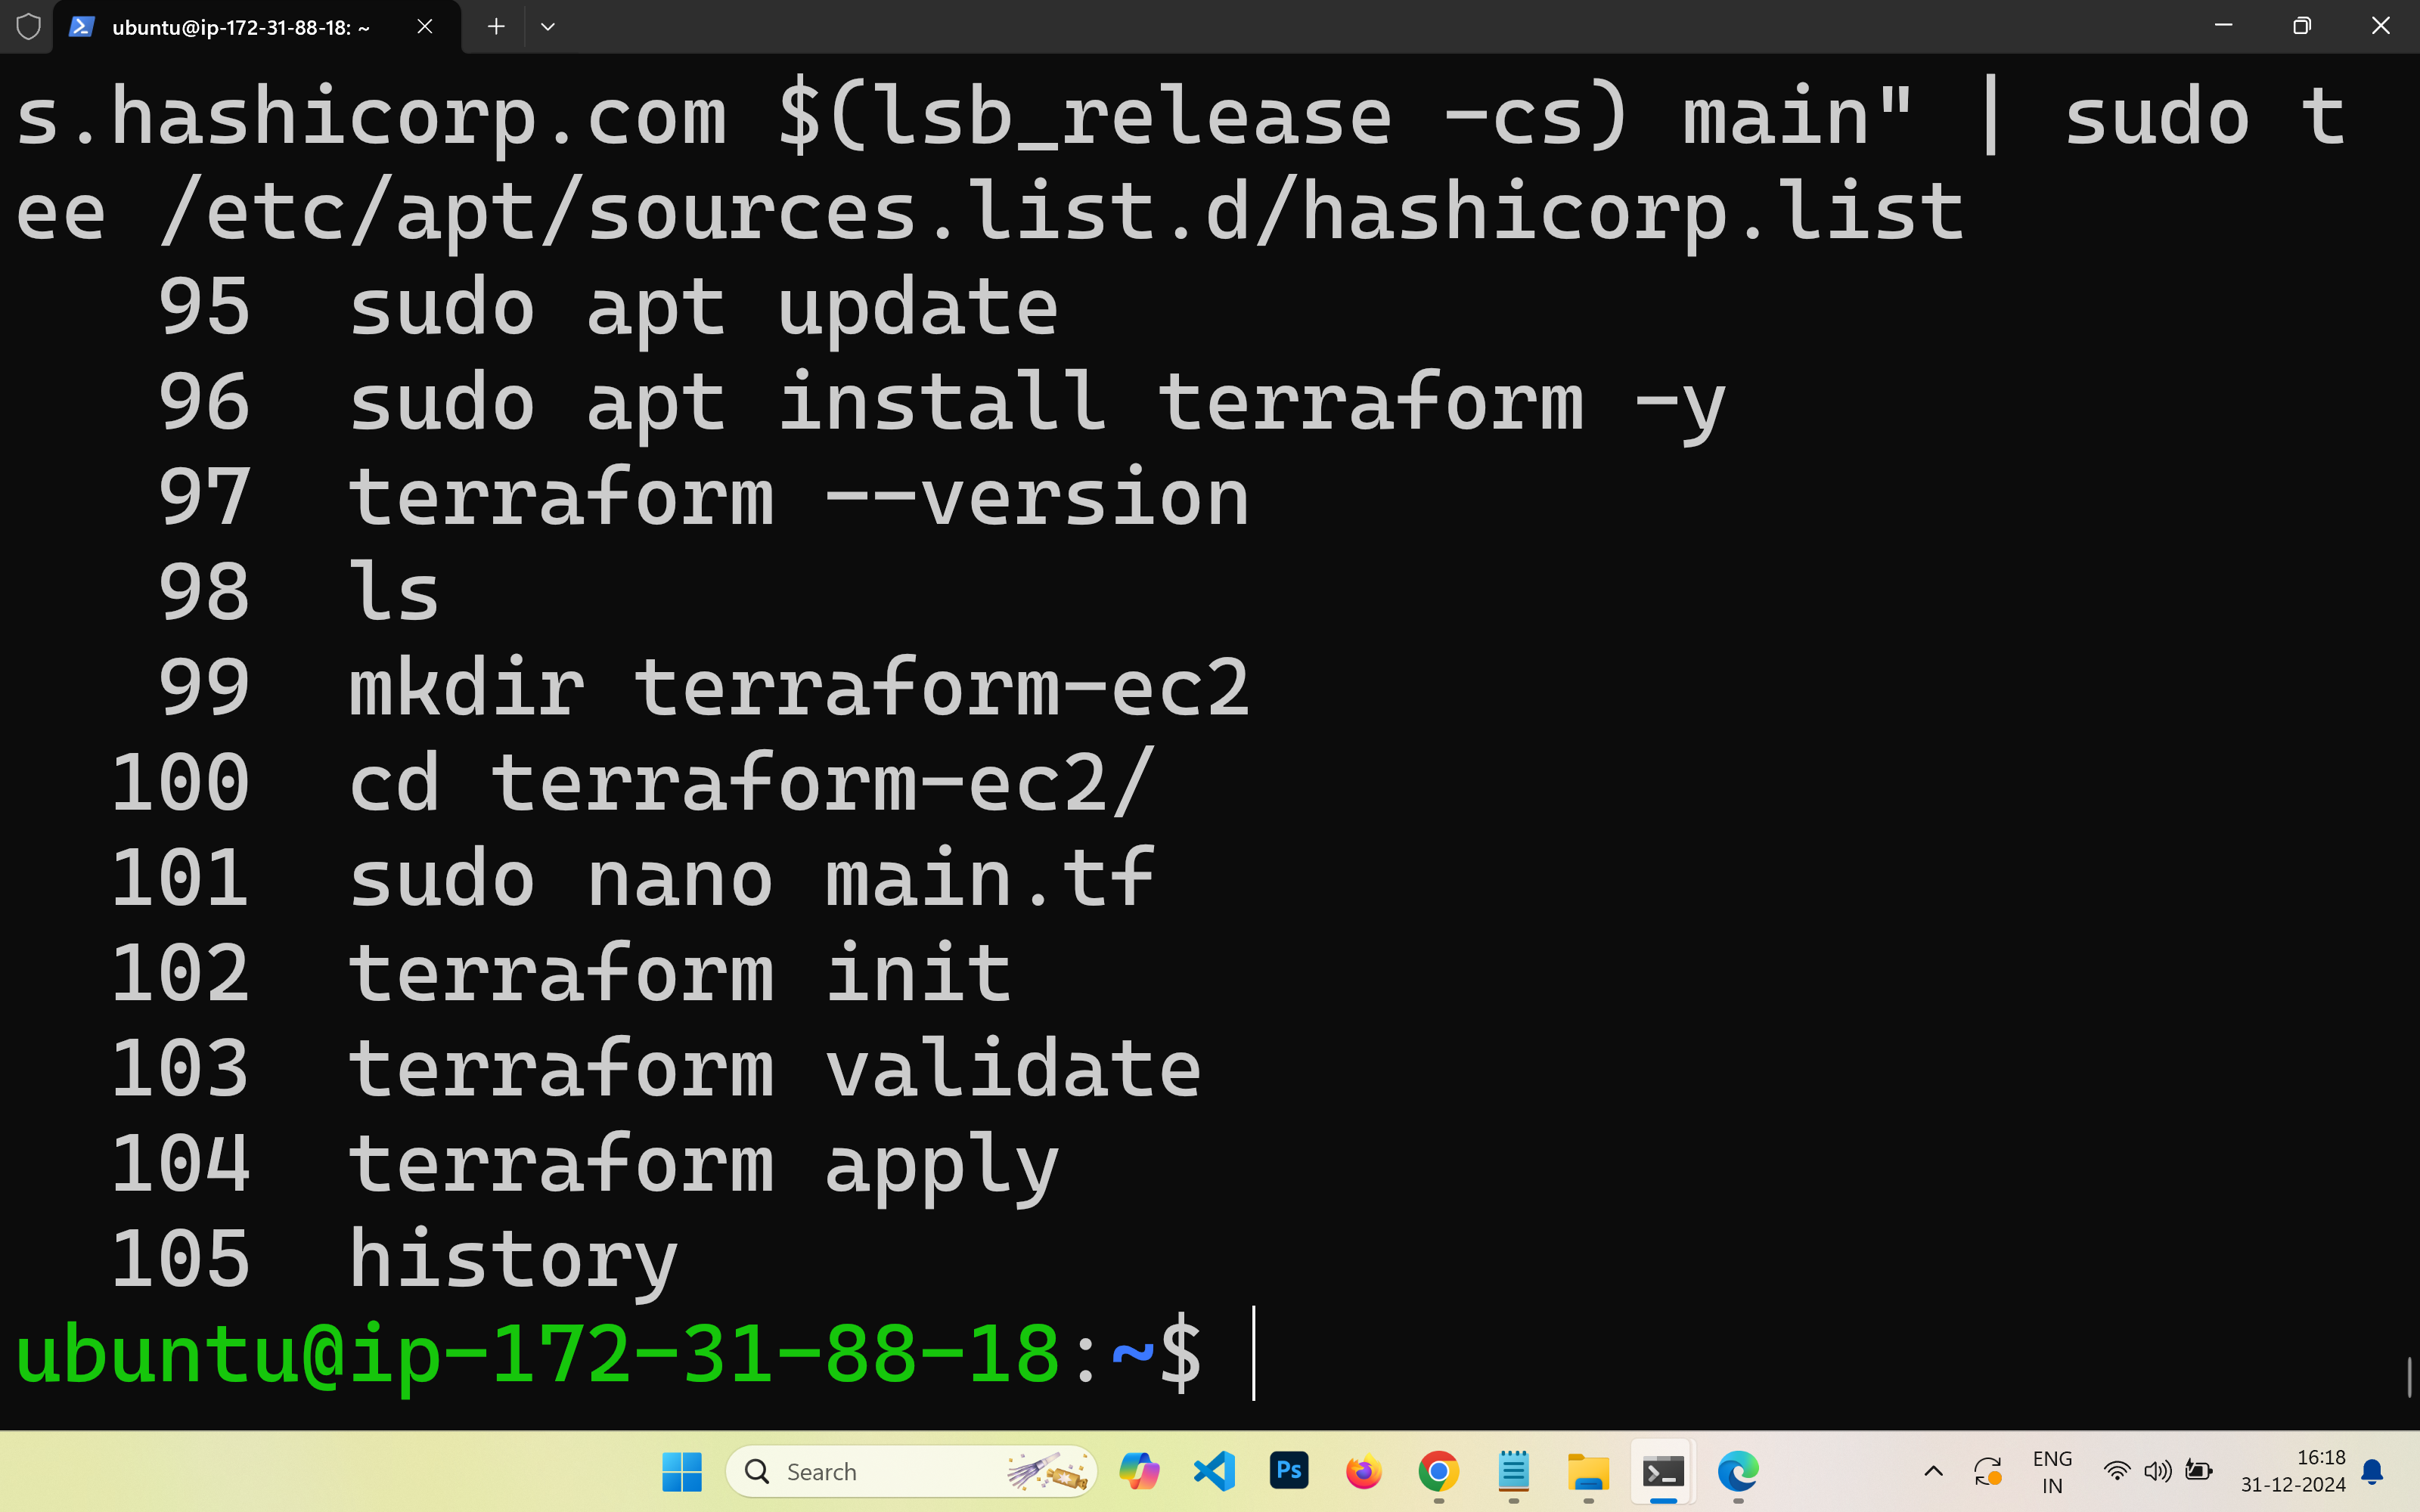 ubuntu@ip-172-31-88-18: ~
s.hashicorp.com $(lsb_release -cs) main" | sudo t
ee /etc/apt/sources.list.d/hashicorp.list
95 sudo apt update
96 sudo apt install terraform -y
97 terraform --version
98 ls
99 mkdir terraform-ec2
100 cd terraform-ec2/
101 sudo nano main.tf
102 terraform init
103 terraform validate
104 terraform apply
105 history
ubuntu@ip-172-31-88-18:~$
Search
Ps
ENG
IN
16:18
31-12-2024